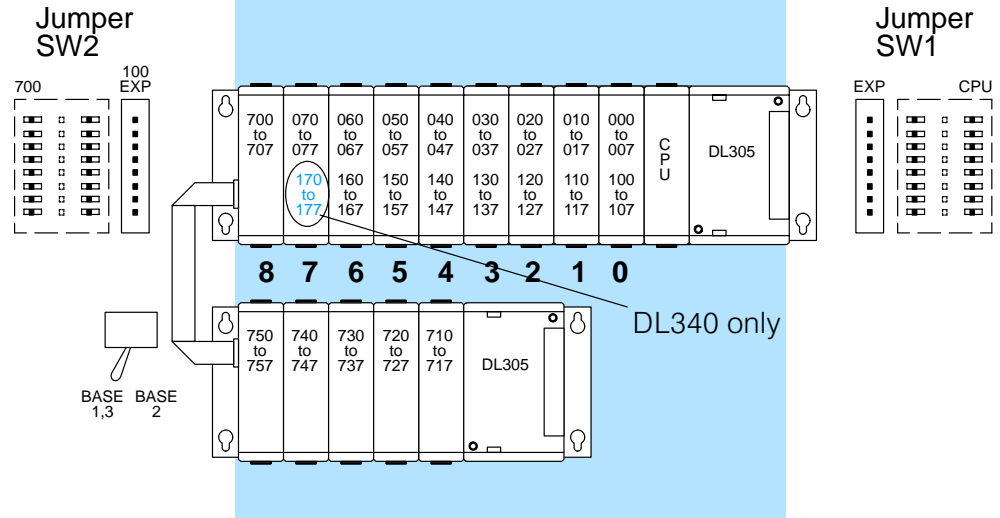 Jumper
SW2
700
100
EXP
Jumper
SW1
EXP
CPU
700
to
707
070
to
077
060
to
067
050
to
057
040
to
047
030
to
037
020
to
027
010
to
017
000
to
007
170
to
177
160
to
167
150
to
157
140
to
147
130
to
137
120
to
127
110
to
117
100
to
107
C
P
U
DL305
8 7 6 5 4 3 2 1 0
DL340 only
750
to
757
740
to
747
730
to
737
720
to
727
710
to
717
DL305
BASE
1,3
BASE
2